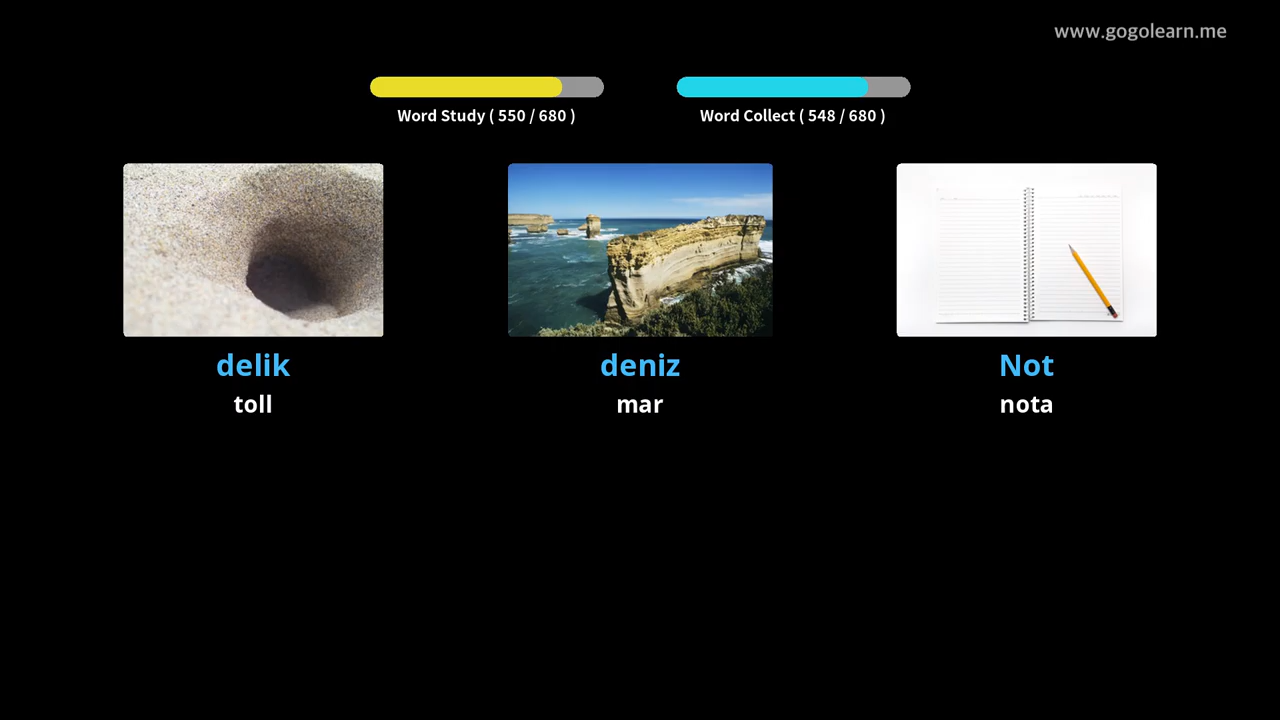 www.gogolearn.me
Word Study ( 550 / 680 )
Word Collect ( 548 / 680 )
delik
toll
deniz
mar
Not
nota